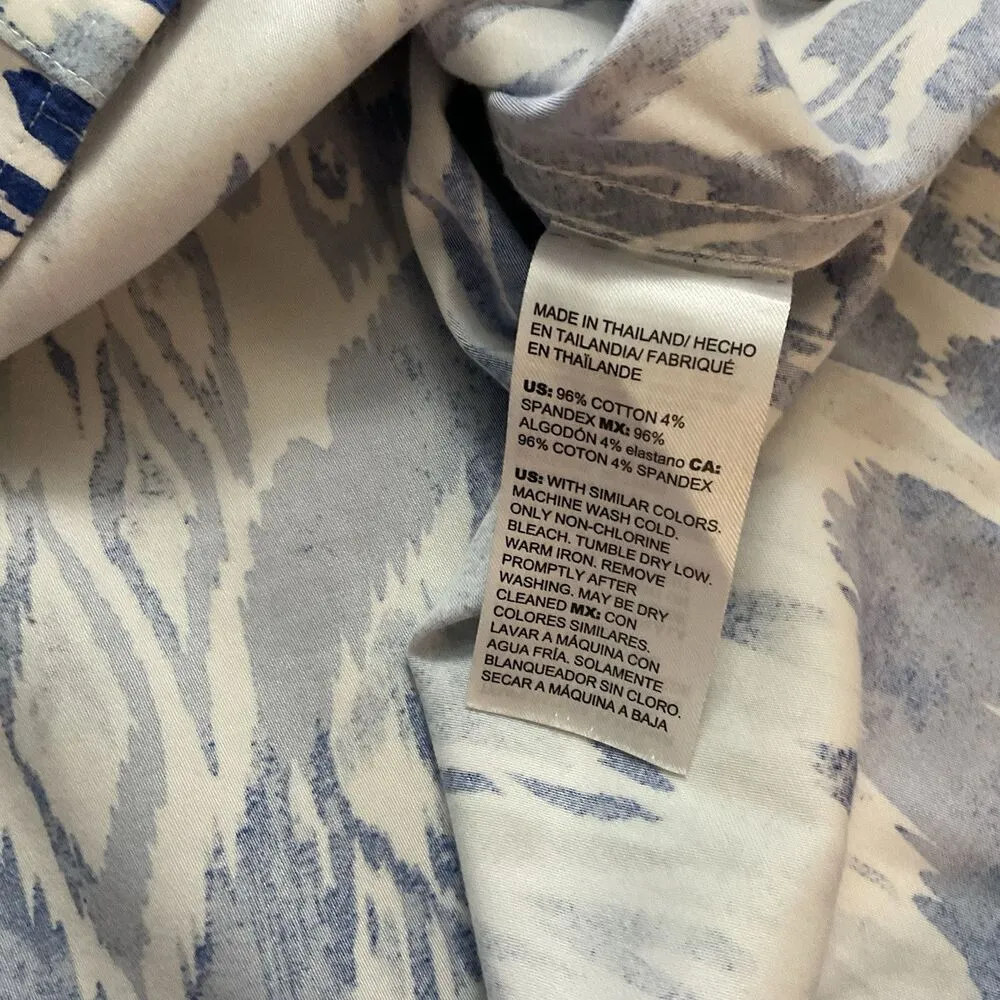 MADE IN THAILAND/ HECHO
EN TAILANDIA/ FABRIQUÉ
EN THAÏLANDE
US: 96% COTTON 4%
SPANDEX MX: 96%
ALGODÓN 4% elastano CA:
96% COTON 4% SPANDEX
US: WITH SIMILAR COLORS.
MACHINE WASH COLD.
ONLY NON-CHLORINE
BLEACH. TUMBLE DRY LOW.
WARM IRON. REMOVE
PROMPTLY AFTER
WASHING. MAY BE DRY
CLEANED MX: CON
COLORES SIMILARES.
LAVAR A MÁQUINA CON
AGUA FRÍA. SOLAMENTE
BLANQUEADOR SIN CLORO.
SECAR A MÁQUINA A BAJA